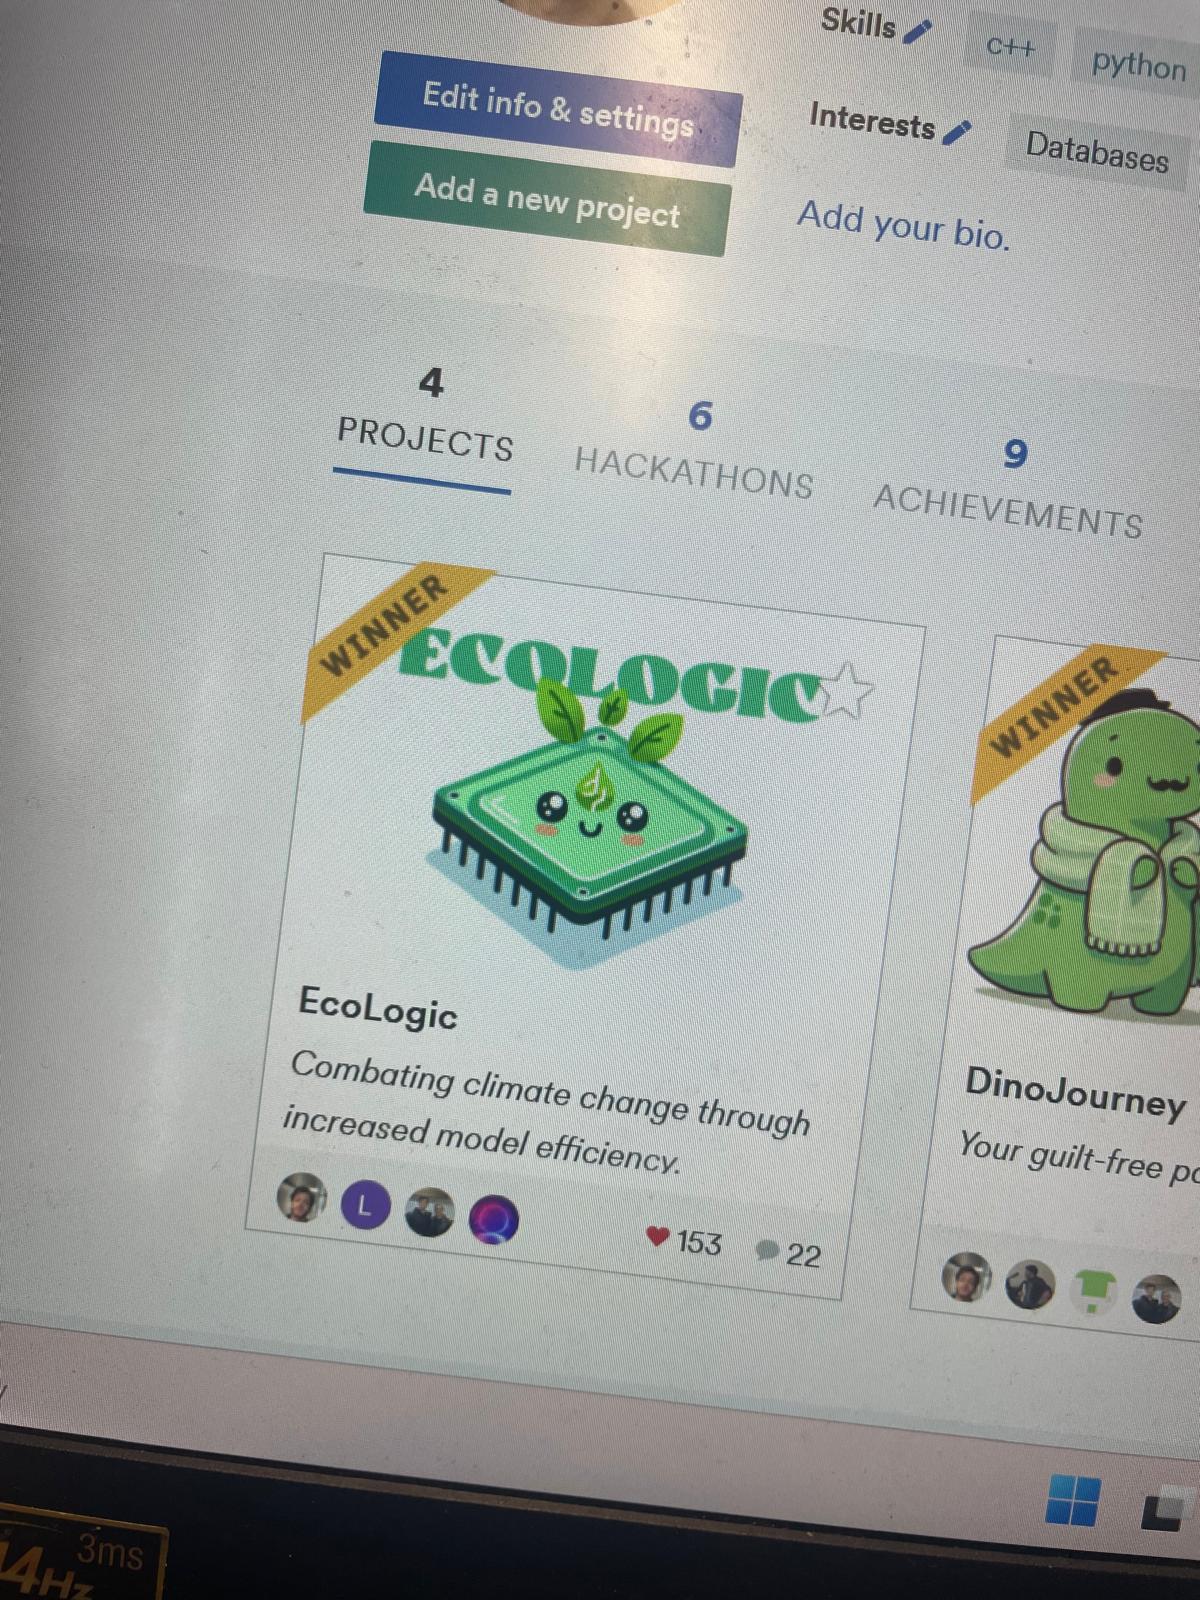 Skills
c++
python
Edit info & settings
Interests
Databases
Add a new project
Add your bio.
4
PROJECTS
6
HACKATHONS
9
ACHIEVEMENTS
WINNER
ECOLOGIC
EcoLogic
Combating climate change through
increased model efficiency.
L
153
22
WINNER
DinoJourney
Your guilt-free
3ms
4Hz